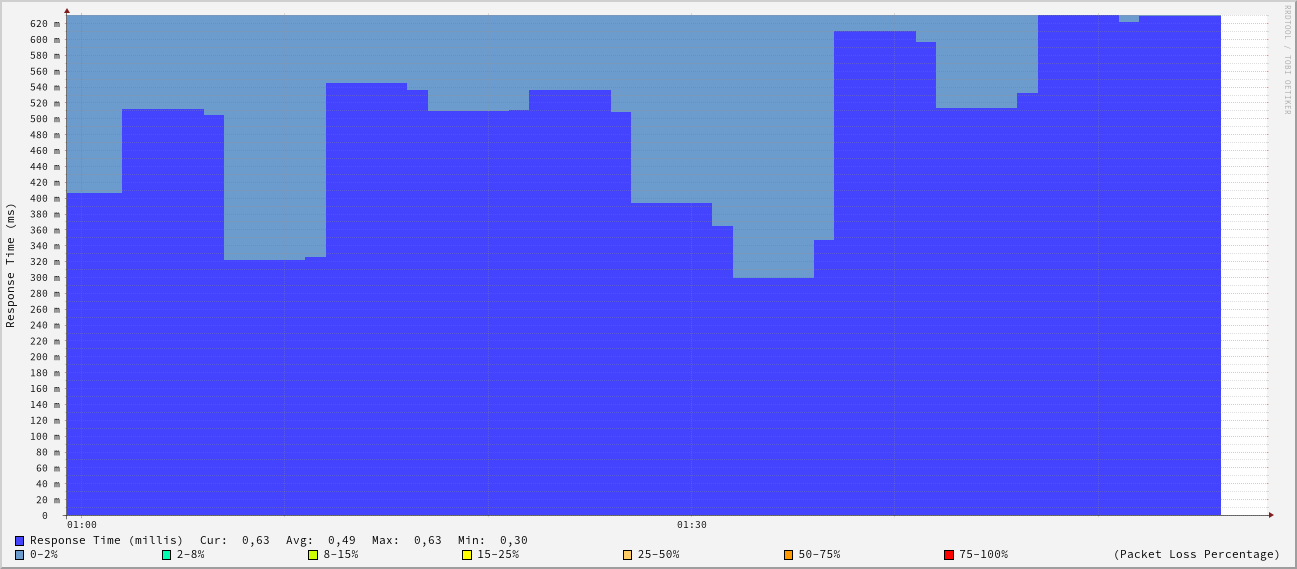 RRDTOOL / TOBI OETIKER
Response Time (ms)
620 m
600 m
580 m
560 m
540 m
520 m
500 m
480 m
460 m
440 m
420 m
400 m
380 m
360 m
340 m
320 m
300 m
280 m
260 m
240 m
220 m
200 m
180 m
160 m
140 m
120 m
100 m
80 m
60 m
40 m
20 m
0
01:00 01:30
Response Time (millis) Cur: 0,63 Avg: 0,49 Max: 0,63 Min: 0,30
0-2% 2-8% 8-15% 15-25% 25-50% 50-75% 75-100% (Packet Loss Percentage)